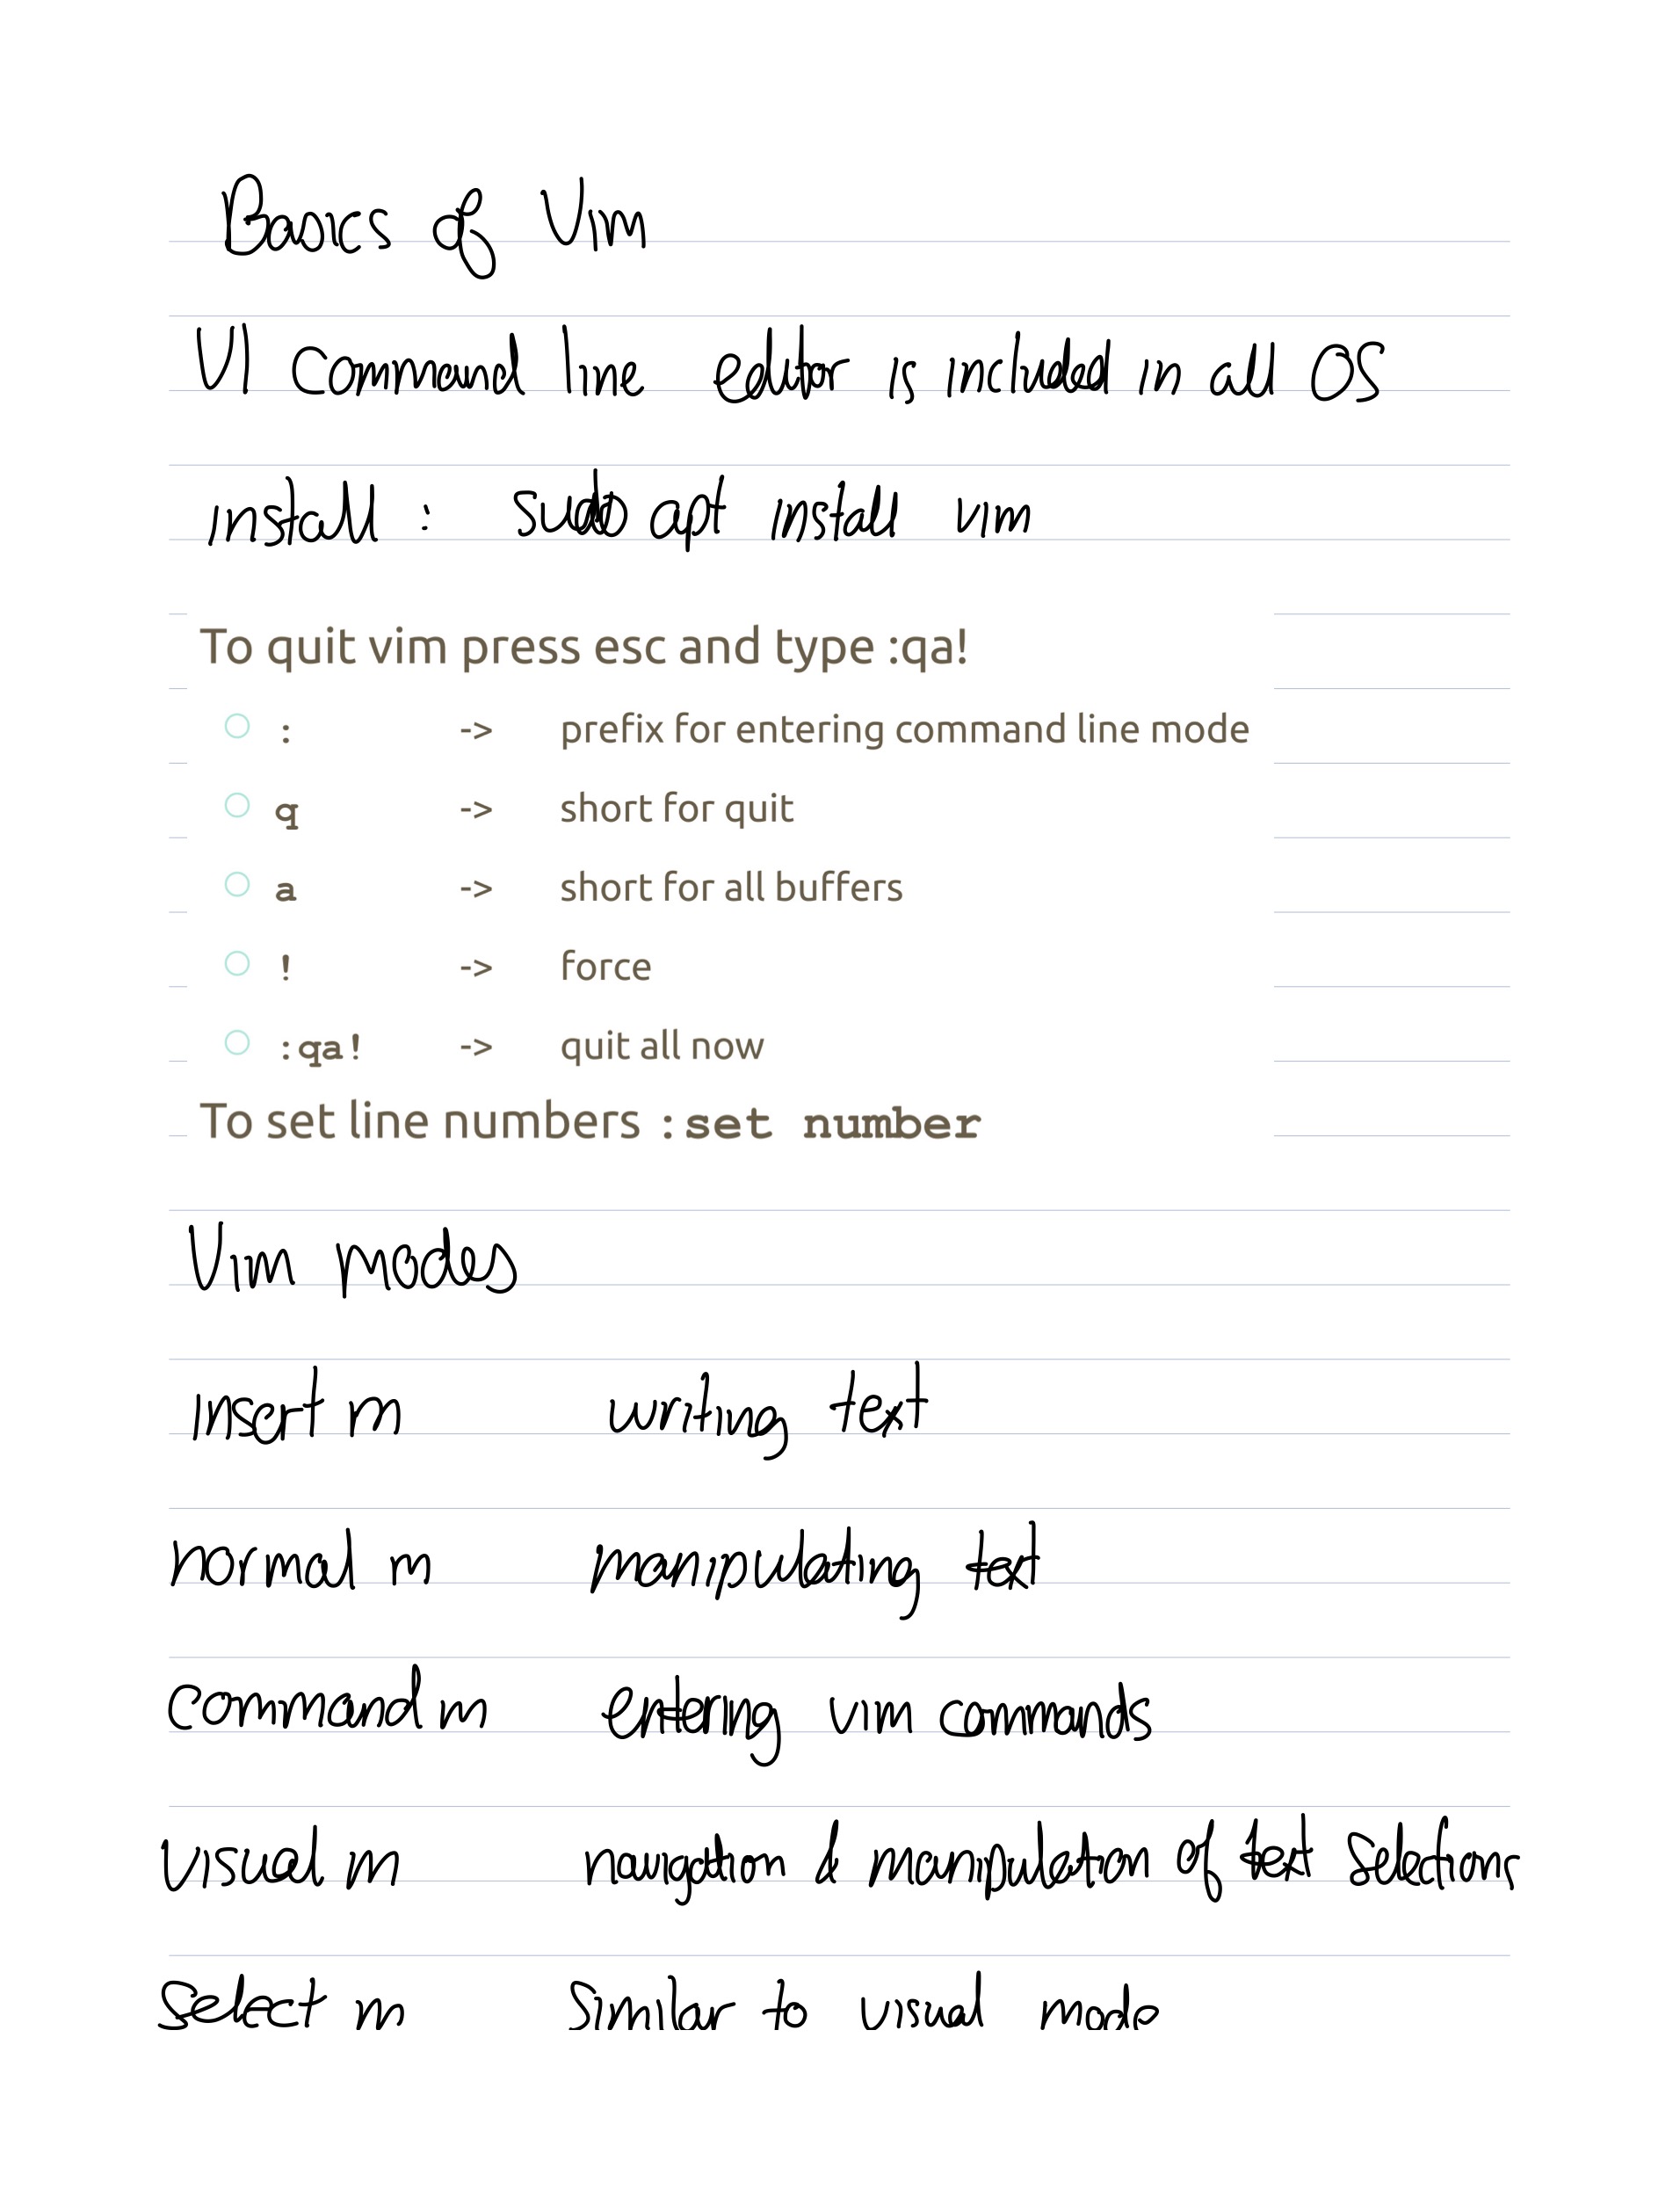 Basics of Vim
VI command line editor is included in all OS
install : sudo apt install vim
To quit vim press esc and type :qa!
: -> prefix for entering command line mode
q -> short for quit
a -> short for all buffers
! -> force
:qa! -> quit all now
To set line numbers :set number
Vim modes
insert m writing text
normal m manipulating text
command m entering vim commands
visual m navigation & manipulation of text selections
select m similar to visual mode